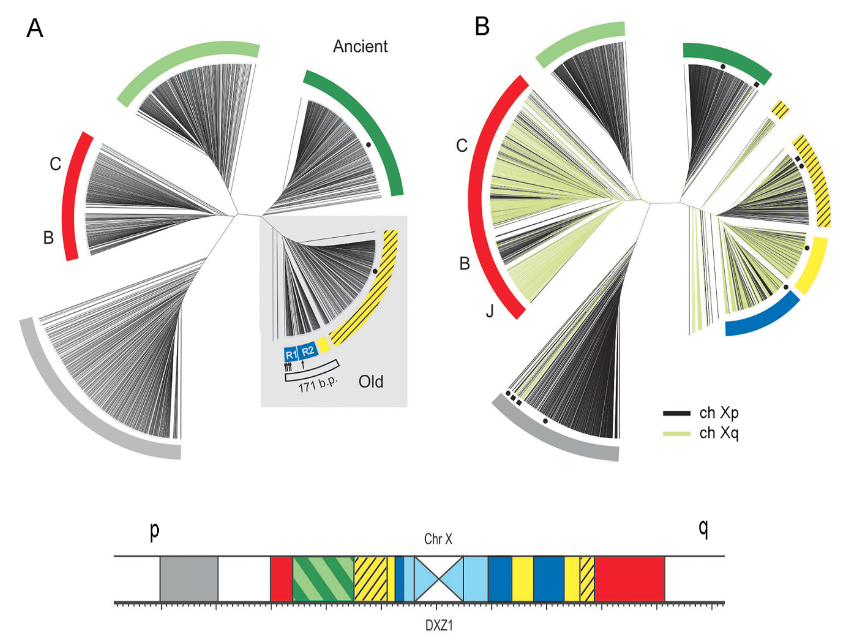 A
Ancient
C
B
R1 R2
171 b.p.
Old
B
C
B
J
ch Xp
ch Xq
p
Chr X
q
DXZ1